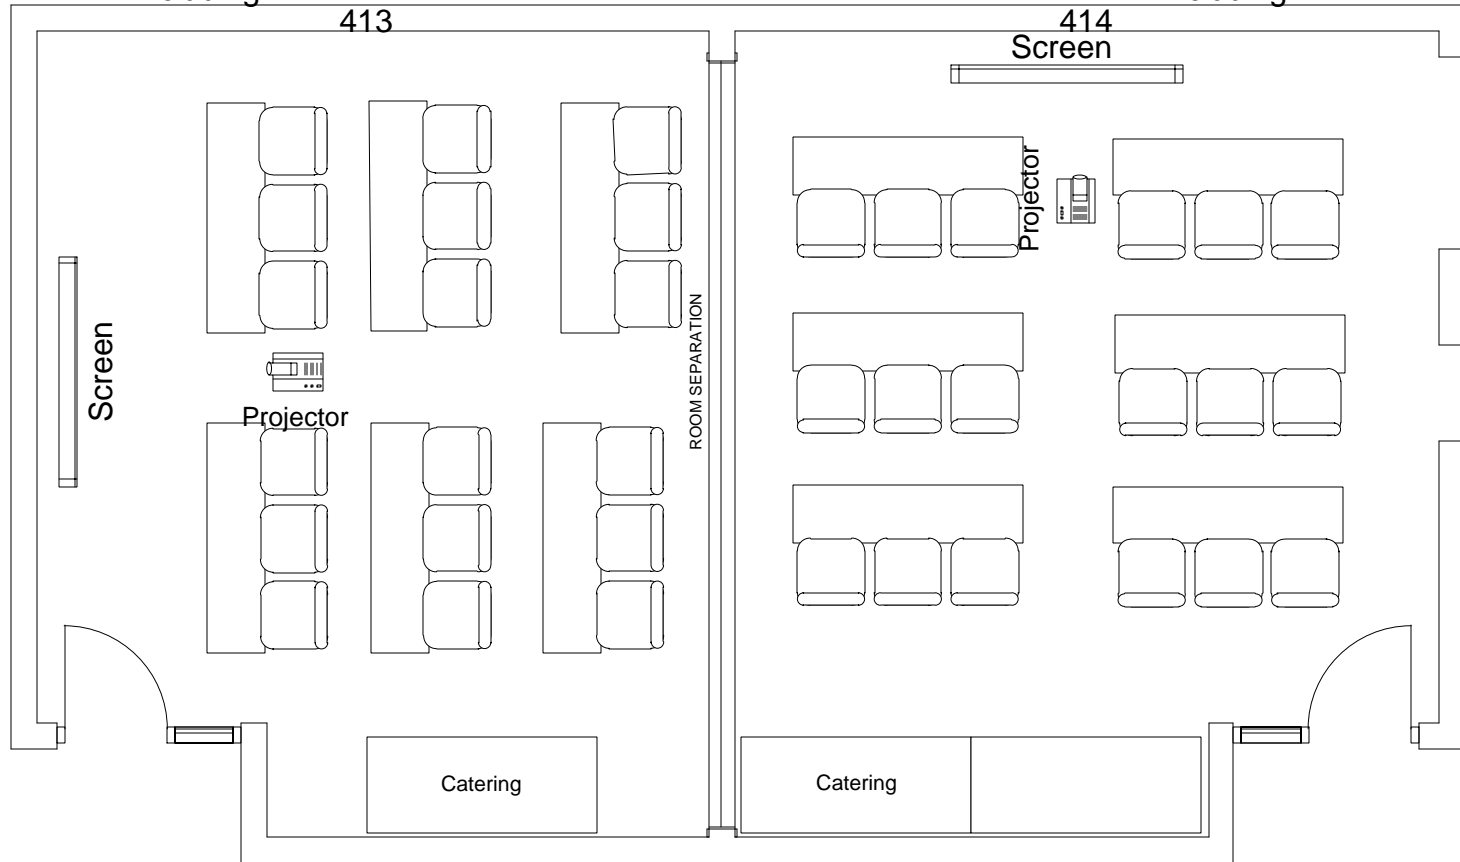 413
414
Screen
Projector
Screen
Projector
ROOM SEPARATION
Catering
Catering